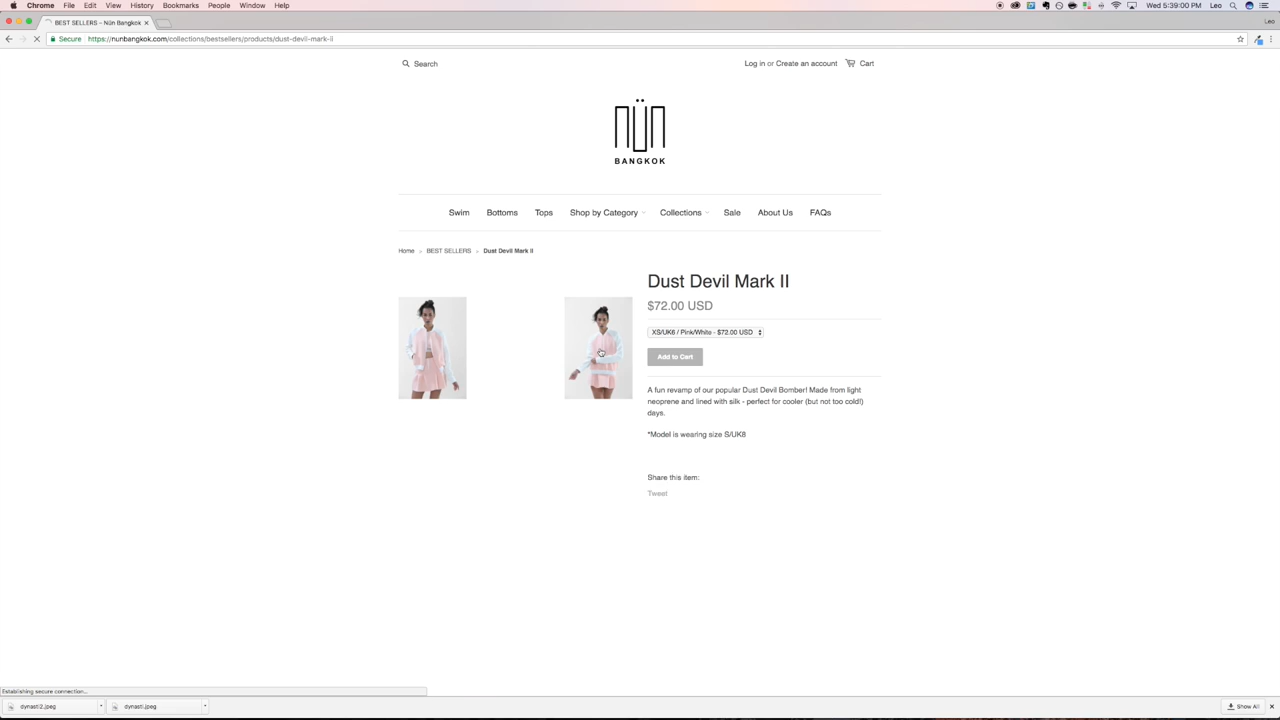 Chrome File Edit View History Bookmarks People Window Help Wed 5:39:00 PM Leo
BEST SELLERS – Nün Bangkok Leo
Secure https://nunbangkok.com/collections/bestsellers/products/dust-devil-mark-ii
Search Log in or Create an account Cart
nün
BANGKOK
Swim Bottoms Tops Shop by Category Collections Sale About Us FAQs
Home » BEST SELLERS » Dust Devil Mark II
Dust Devil Mark II
$72.00 USD
XS/UK6 / Pink/White - $72.00 USD
Add to Cart
A fun revamp of our popular Dust Devil Bomber! Made from light
neoprene and lined with silk - perfect for cooler (but not too cold!)
days.
*Model is wearing size S/UK8
Share this item:
Tweet
Establishing secure connection...
dynasti2.jpeg dynasti.jpeg Show All